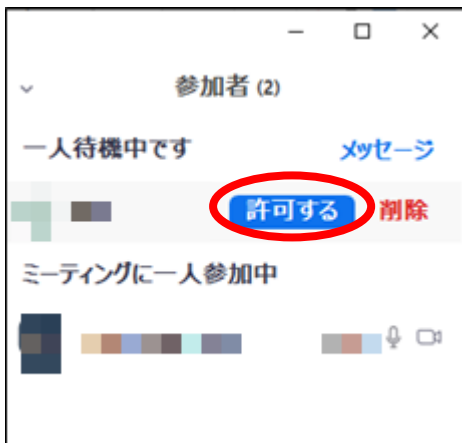 参加者 (2)
一人待機中です メッセージ
許可する 削除
ミーティングに一人参加中